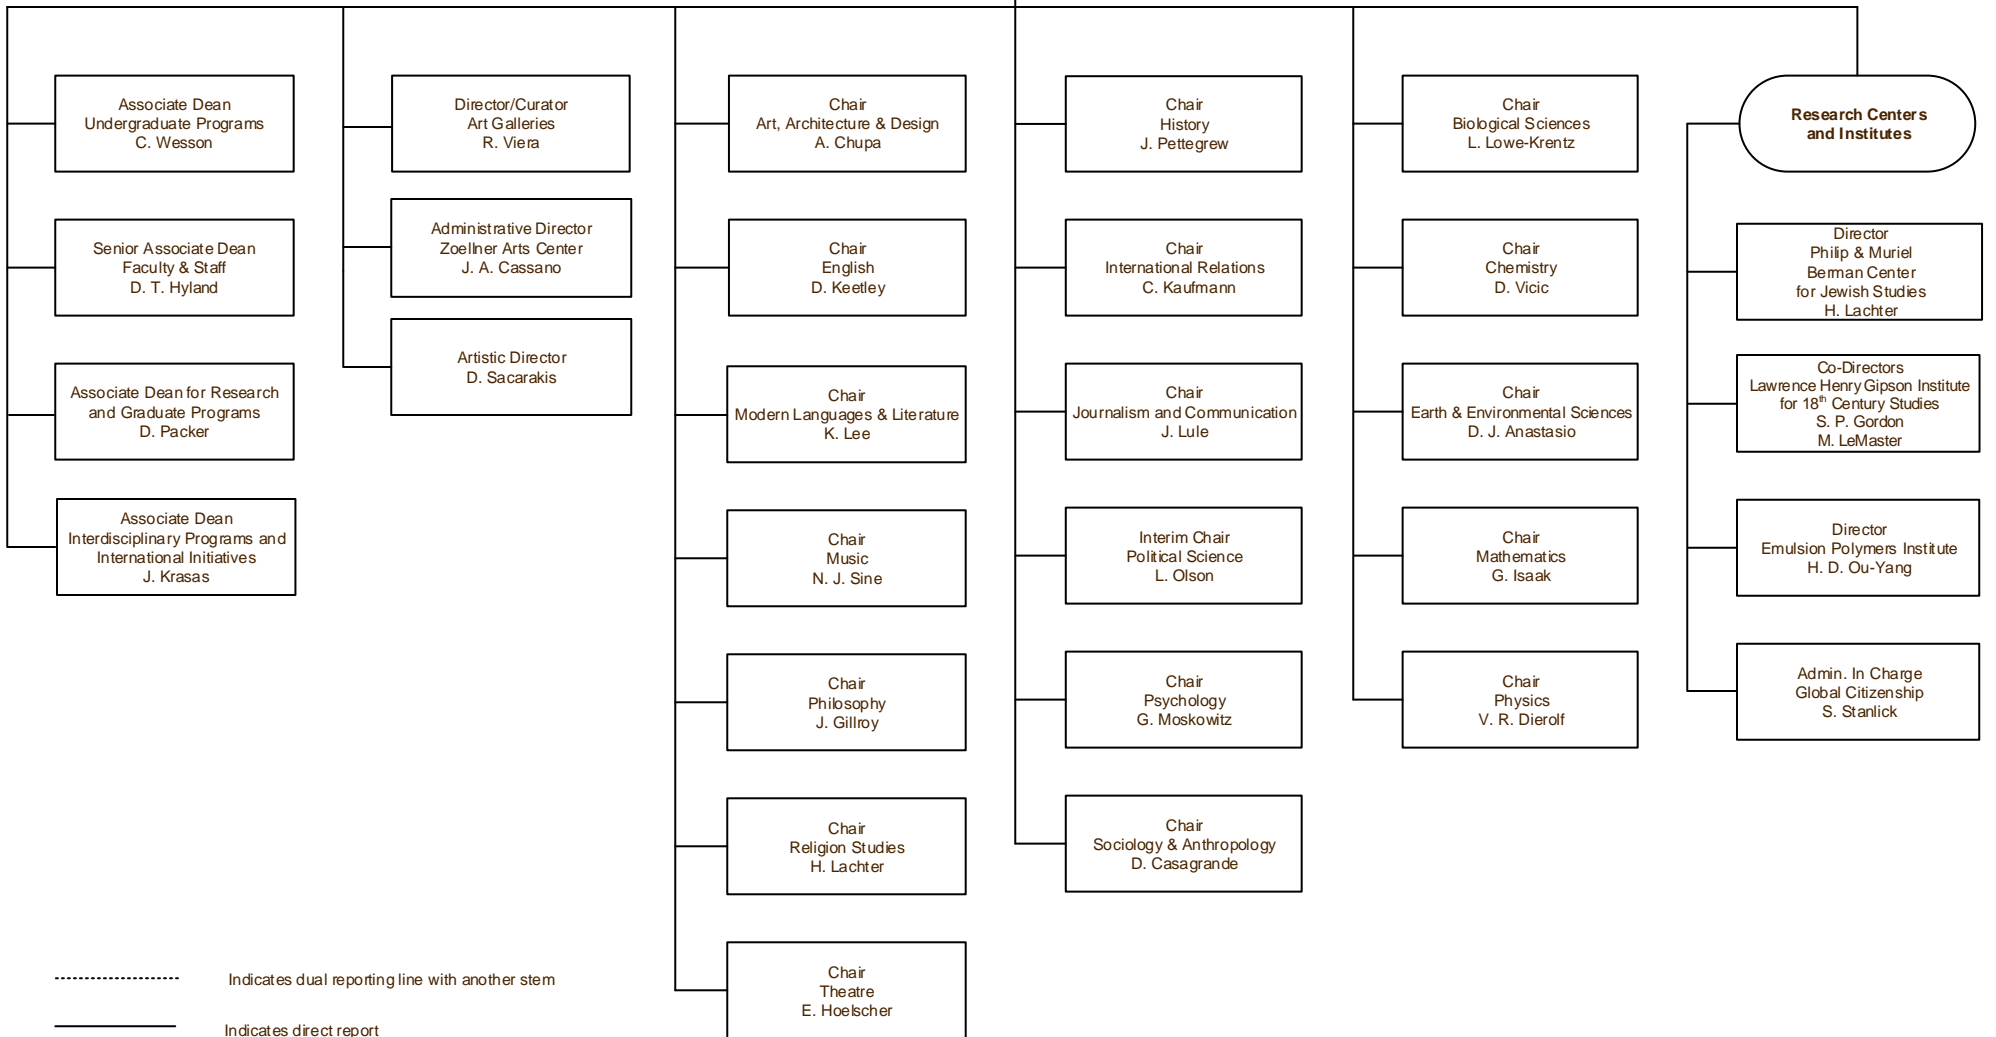 Associate Dean
Undergraduate Programs
C. Wesson
Senior Associate Dean
Faculty & Staff
D. T. Hyland
Associate Dean for Research
and Graduate Programs
D. Packer
Associate Dean
Interdisciplinary Programs and
International Initiatives
J. Krasas
Director/Curator
Art Galleries
R. Viera
Administrative Director
Zoellner Arts Center
J. A. Cassano
Artistic Director
D. Sacarakis
Chair
Art, Architecture & Design
A. Chupa
Chair
English
D. Keetley
Chair
Modern Languages & Literature
K. Lee
Chair
Music
N. J. Sine
Chair
Philosophy
J. Gillroy
Chair
Religion Studies
H. Lachter
Chair
Theatre
E. Hoelscher
Chair
History
J. Pettegrew
Chair
International Relations
C. Kaufmann
Chair
Journalism and Communication
J. Lule
Interim Chair
Political Science
L. Olson
Chair
Psychology
G. Moskowitz
Chair
Sociology & Anthropology
D. Casagrande
Chair
Biological Sciences
L. Lowe-Krentz
Chair
Chemistry
D. Vicic
Chair
Earth & Environmental Sciences
D. J. Anastasio
Chair
Mathematics
G. Isaak
Chair
Physics
V. R. Dierolf
Research Centers
and Institutes
Director
Philip & Muriel
Berman Center
for Jewish Studies
H. Lachter
Co-Directors
Lawrence Henry Gipson Institute
for 18th Century Studies
S. P. Gordon
M. LeMaster
Director
Emulsion Polymers Institute
H. D. Ou-Yang
Admin. In Charge
Global Citizenship
S. Stanlick
Indicates dual reporting line with another stem
Indicates direct report